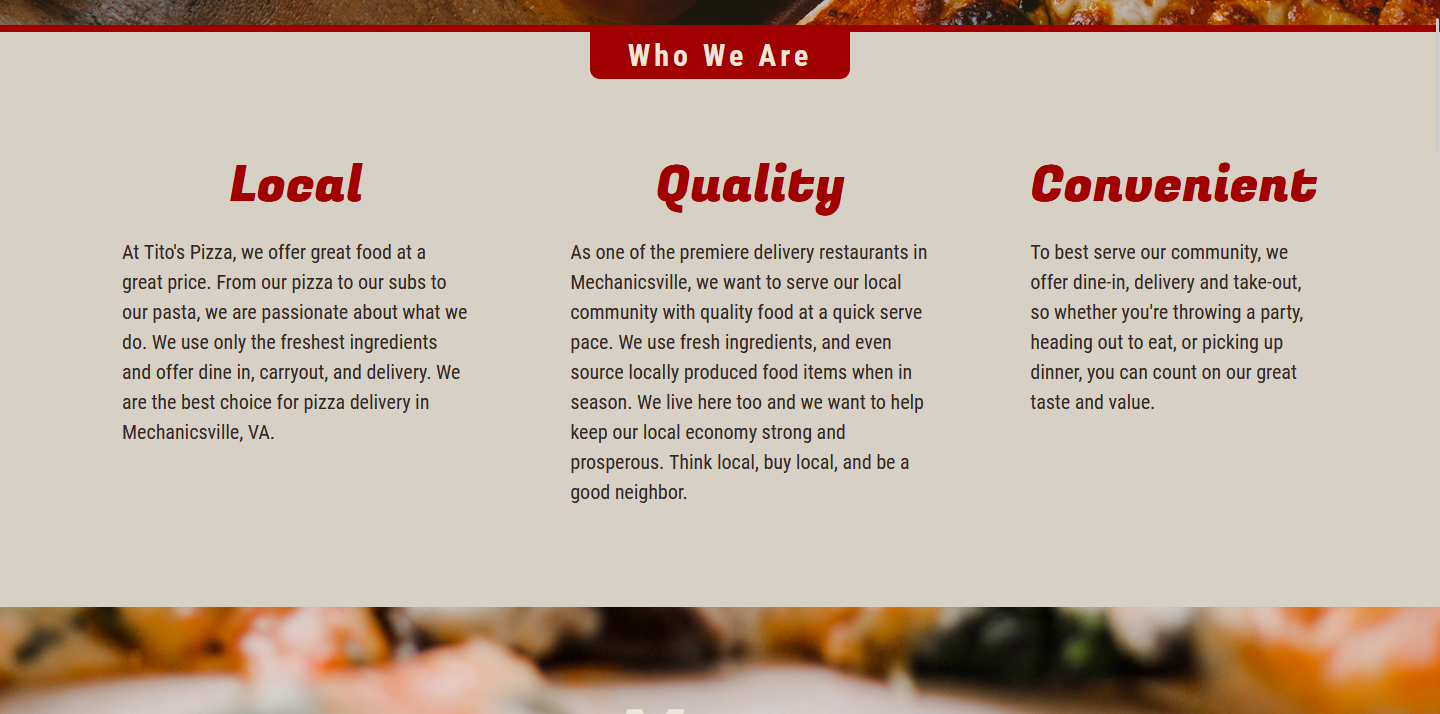 Who We Are
Local
At Tito's Pizza, we offer great food at a
great price. From our pizza to our subs to
our pasta, we are passionate about what we
do. We use only the freshest ingredients
and offer dine in, carryout, and delivery. We
are the best choice for pizza delivery in
Mechanicsville, VA.
Quality
As one of the premiere delivery restaurants in
Mechanicsville, we want to serve our local
community with quality food at a quick serve
pace. We use fresh ingredients, and even
source locally produced food items when in
season. We live here too and we want to help
keep our local economy strong and
prosperous. Think local, buy local, and be a
good neighbor.
Convenient
To best serve our community, we
offer dine-in, delivery and take-out,
so whether you're throwing a party,
heading out to eat, or picking up
dinner, you can count on our great
taste and value.